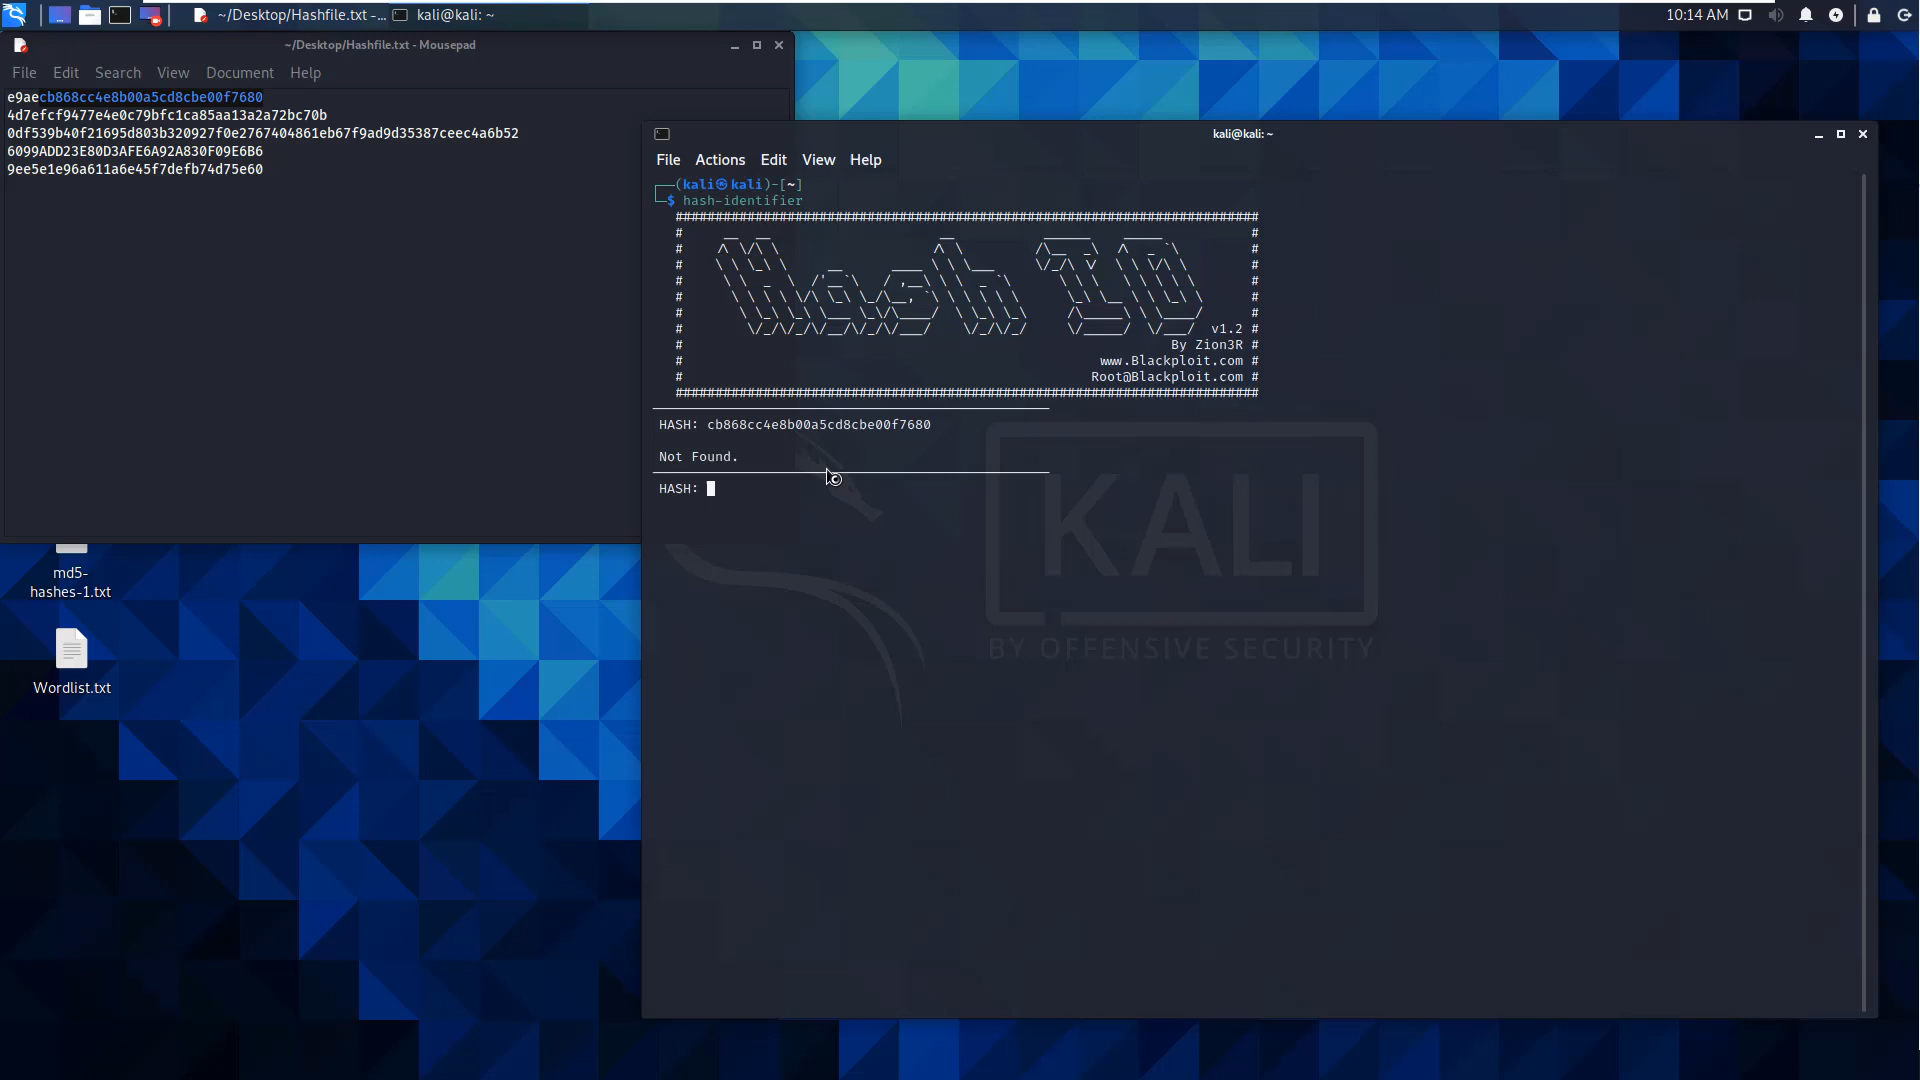 ~/Desktop/Hashfile.txt -...
kali@kali: ~
10:14 AM
~/Desktop/Hashfile.txt - Mousepad
File Edit Search View Document Help
e9aecb868cc4e8b00a5cd8cbe00f7680
4d7efcf9477e4e0c79bfc1ca85aa13a2a72bc70b
0df539b40f21695d803b320927f0e2767404861eb67f9ad9d35387ceec4a6b52
6099ADD23E80D3AFE6A92A830F09E6B6
9ee5e1e96a611a6e45f7defb74d75e60
md5-
hashes-1.txt
Wordlist.txt
kali@kali: ~
File Actions Edit View Help
(kali㉿kali)-[~]
$ hash-identifier
Hash ID
v1.2 #
By Zion3R #
www.Blackploit.com #
Root@Blackploit.com #
HASH: cb868cc4e8b00a5cd8cbe00f7680
Not Found.
HASH:
KALI
BY OFFENSIVE SECURITY